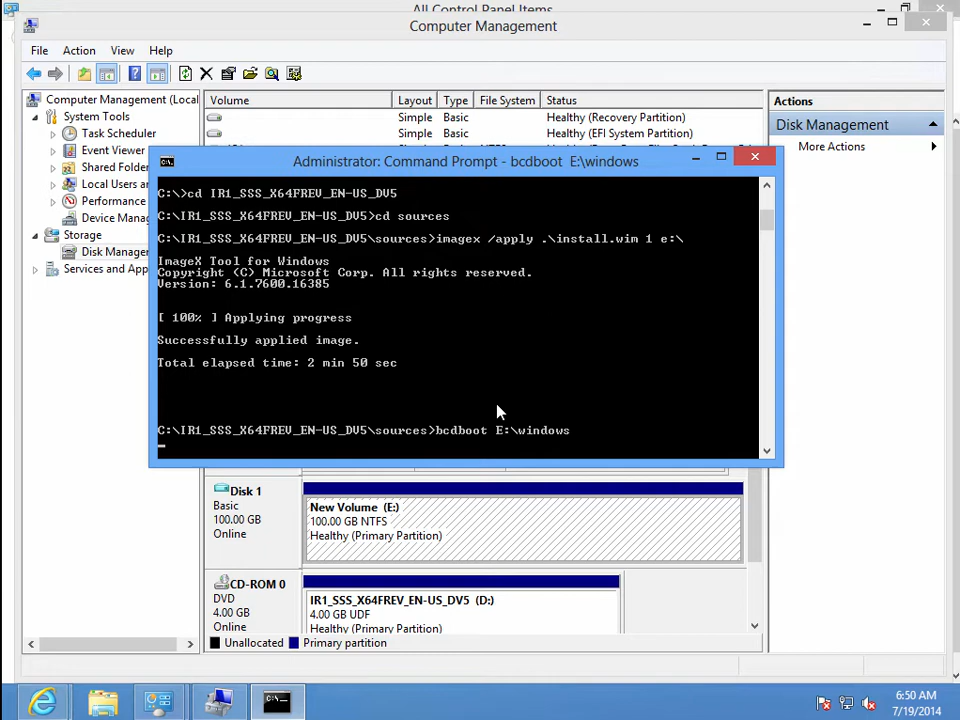 All Control Panel Items
Computer Management
File Action View Help
Computer Management (Local
System Tools
Task Scheduler
Event Viewer
Shared Folder
Local Users an
Performance
Device Manag
Storage
Disk Manager
Services and App
Volume Layout Type File System Status
Simple Basic Healthy (Recovery Partition)
Simple Basic Healthy (EFI System Partition)
Actions
Disk Management
More Actions
Administrator: Command Prompt - bcdboot E:\windows
C:\>cd IR1_SSS_X64FREV_EN-US_DV5
C:\IR1_SSS_X64FREV_EN-US_DV5>cd sources
C:\IR1_SSS_X64FREV_EN-US_DV5\sources>imagex /apply .\install.wim 1 e:\
ImageX Tool for Windows
Copyright (C) Microsoft Corp. All rights reserved.
Version: 6.1.7600.16385
[ 100% ] Applying progress
Successfully applied image.
Total elapsed time: 2 min 50 sec
C:\IR1_SSS_X64FREV_EN-US_DV5\sources>bcdboot E:\windows
Disk 1
Basic
100.00 GB
Online
New Volume (E:)
100.00 GB NTFS
Healthy (Primary Partition)
CD-ROM 0
DVD
4.00 GB
Online
IR1_SSS_X64FREV_EN-US_DV5 (D:)
4.00 GB UDF
Healthy (Primary Partition)
Unallocated Primary partition
6:50 AM
7/19/2014